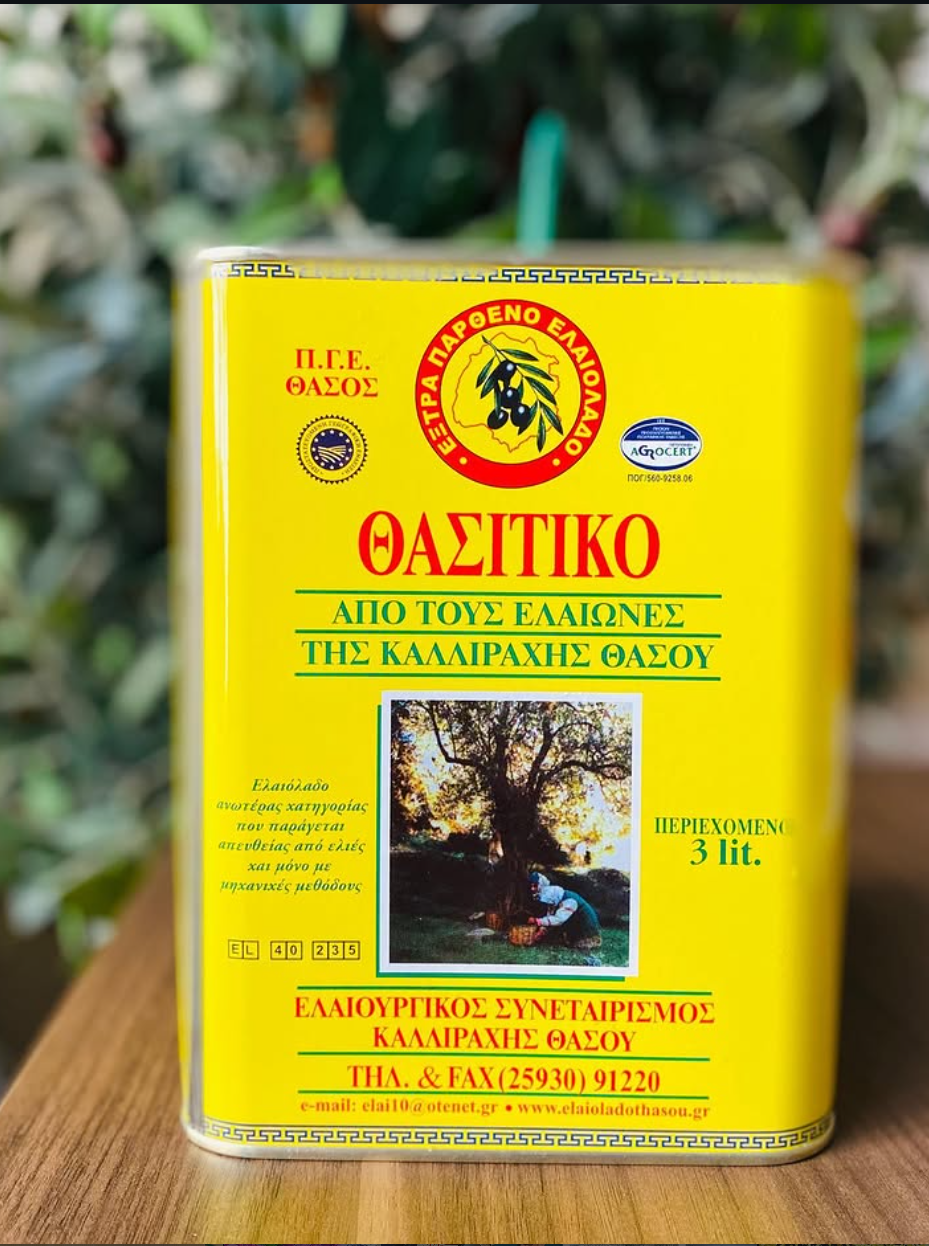 Π.Γ.Ε.
ΘΑΣΟΣ
ΕΞΤΡΑ ΠΑΡΘΕΝΟ ΕΛΑΙΟΛΑΔΟ
AGROCERT
ΠΟΓ/560-9258.06
ΘΑΣΙΤΙΚΟ
ΑΠΟ ΤΟΥΣ ΕΛΑΙΩΝΕΣ
ΤΗΣ ΚΑΛΛΙΡΑΧΗΣ ΘΑΣΟΥ
Ελαιόλαδο
ανωτέρας κατηγορίας
που παράγεται
απευθείας από ελιές
και μόνο με
μηχανικές μεθόδους
EL 40 235
ΠΕΡΙΕΧΟΜΕΝΟ
3 lit.
ΕΛΑΙΟΥΡΓΙΚΟΣ ΣΥΝΕΤΑΙΡΙΣΜΟΣ
ΚΑΛΛΙΡΑΧΗΣ ΘΑΣΟΥ
ΤΗΛ. & FAX (25930) 91220
e-mail: elai10@otenet.gr • www.elaioladothasou.gr